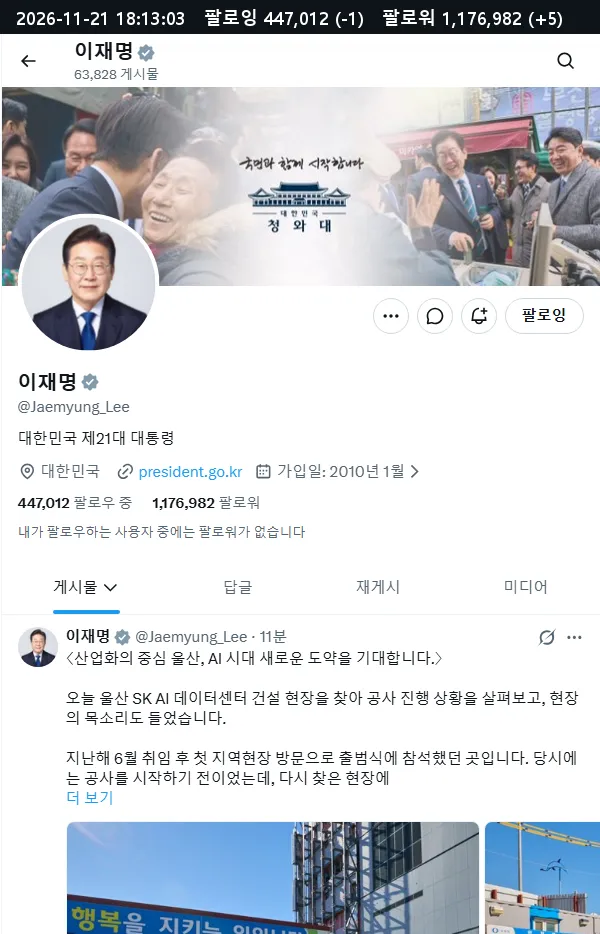 2026-11-21 18:13:03 팔로잉 447,012 (-1) 팔로워 1,176,982 (+5)
이재명
63,828 게시물
국민과 함께 시작합니다
대한민국
청와대
팔로잉
이재명
@Jaemyung_Lee
대한민국 제21대 대통령
대한민국 president.go.kr 가입일: 2010년 1월
447,012 팔로우 중 1,176,982 팔로워
내가 팔로우하는 사용자 중에는 팔로워가 없습니다
게시물 답글 재게시 미디어
이재명 @Jaemyung_Lee · 11분
〈산업화의 중심 울산, AI 시대 새로운 도약을 기대합니다.〉
오늘 울산 SK AI 데이터센터 건설 현장을 찾아 공사 진행 상황을 살펴보고, 현장
의 목소리도 들었습니다.
지난해 6월 취임 후 첫 지역현장 방문으로 출범식에 참석했던 곳입니다. 당시에
는 공사를 시작하기 전이었는데, 다시 찾은 현장에
더 보기
행복을 지키는